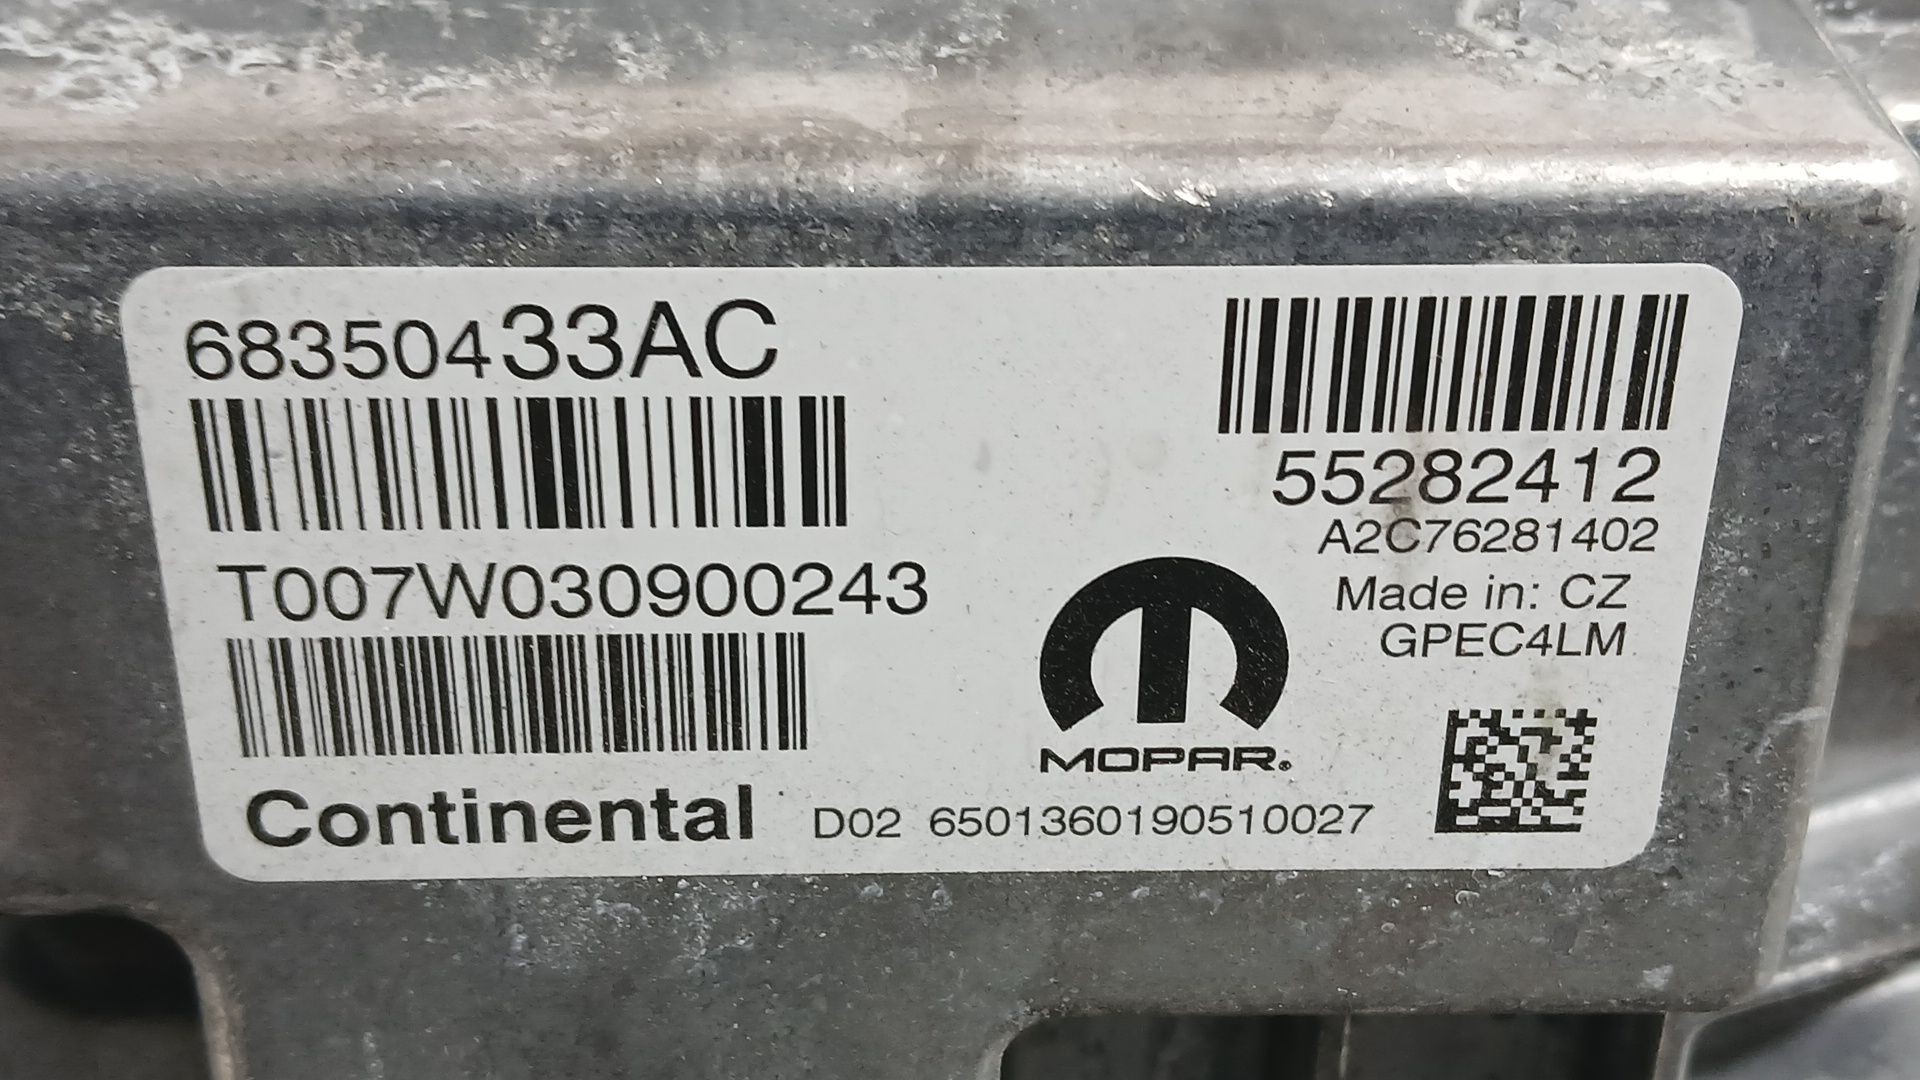 68350433AC
T007W030900243
Continental
D02 6501360190510027
MOPAR®
55282412
A2C76281402
Made in: CZ
GPEC4LM